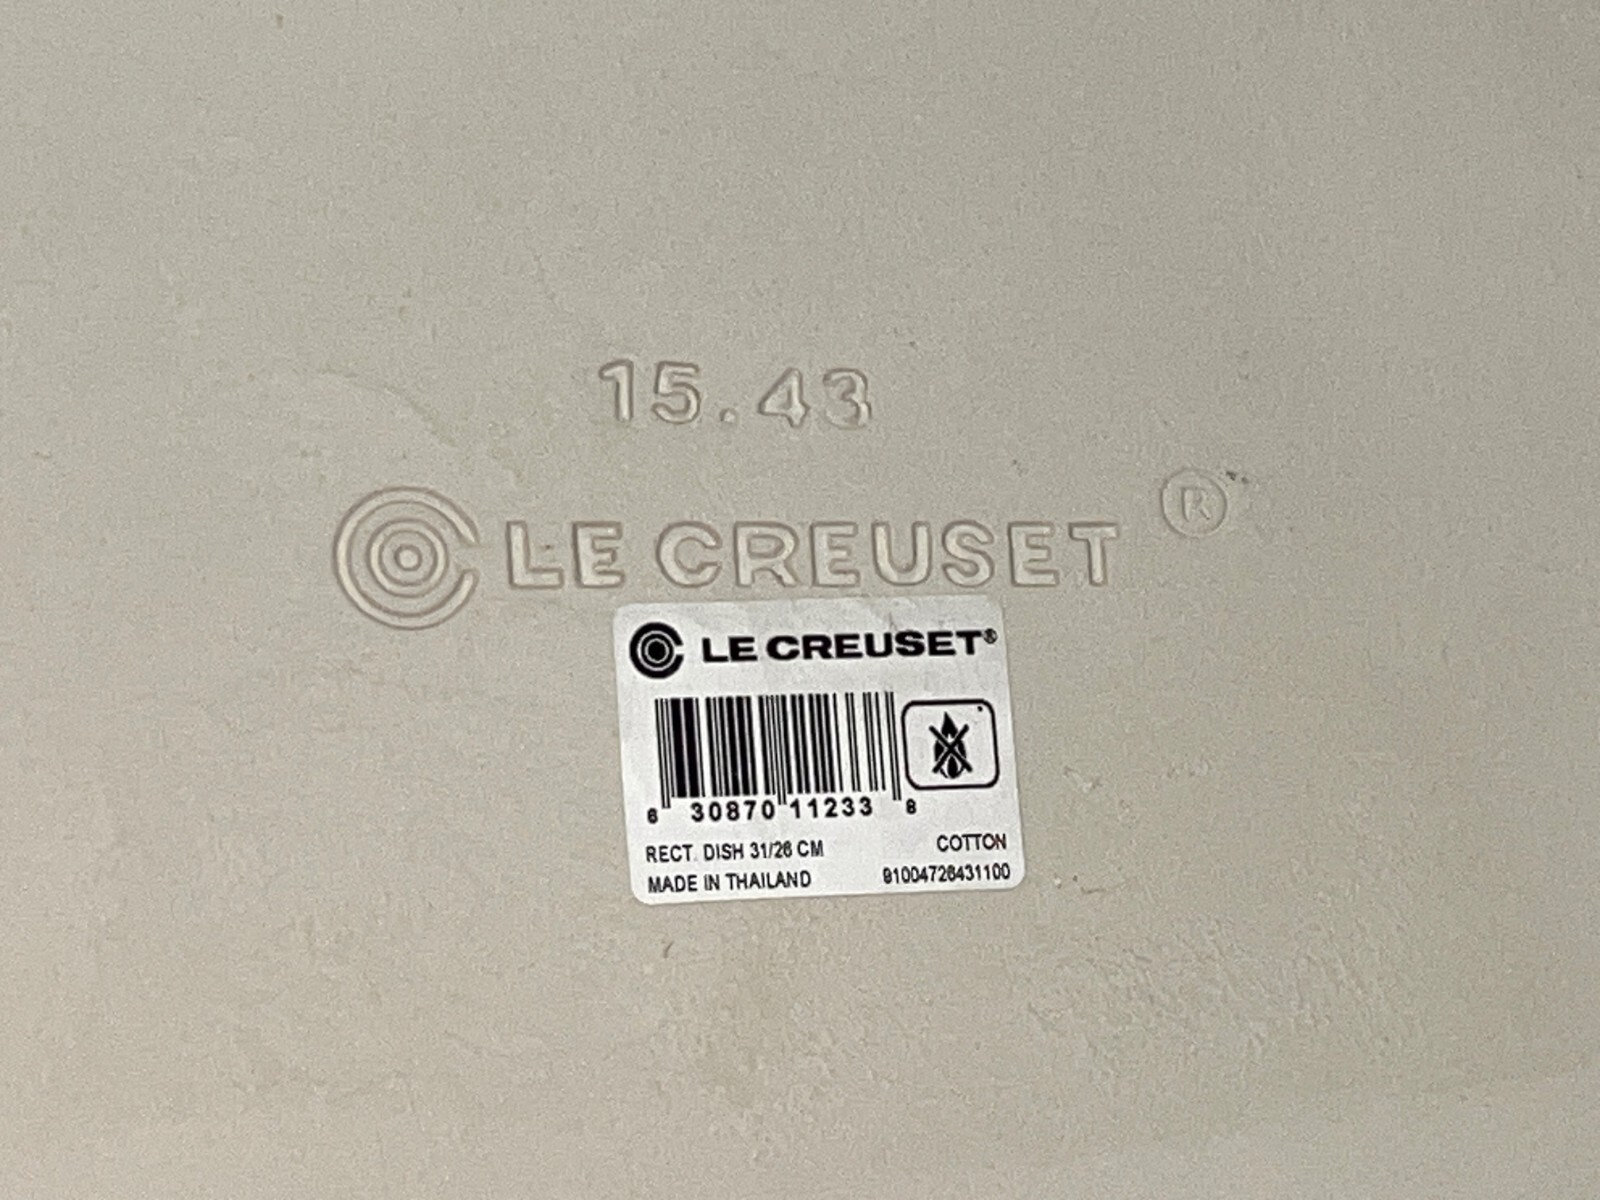 15.43
LE CREUSET ®
LE CREUSET®
6 30870 11233 8
RECT. DISH 31/26 CM
COTTON
MADE IN THAILAND
91004726431100